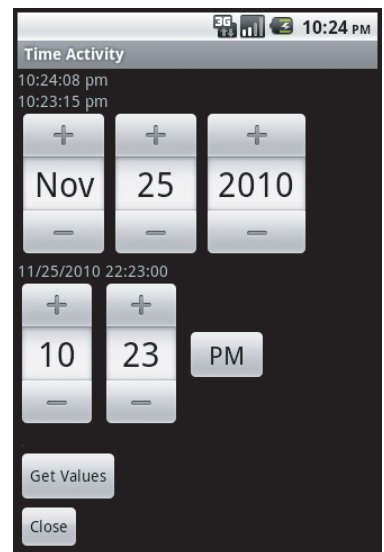 3G 10:24 PM
Time Activity
10:24:08 pm
10:23:15 pm
+ + +
Nov 25 2010
− − −
11/25/2010 22:23:00
+ +
10 23 PM
− −
Get Values
Close